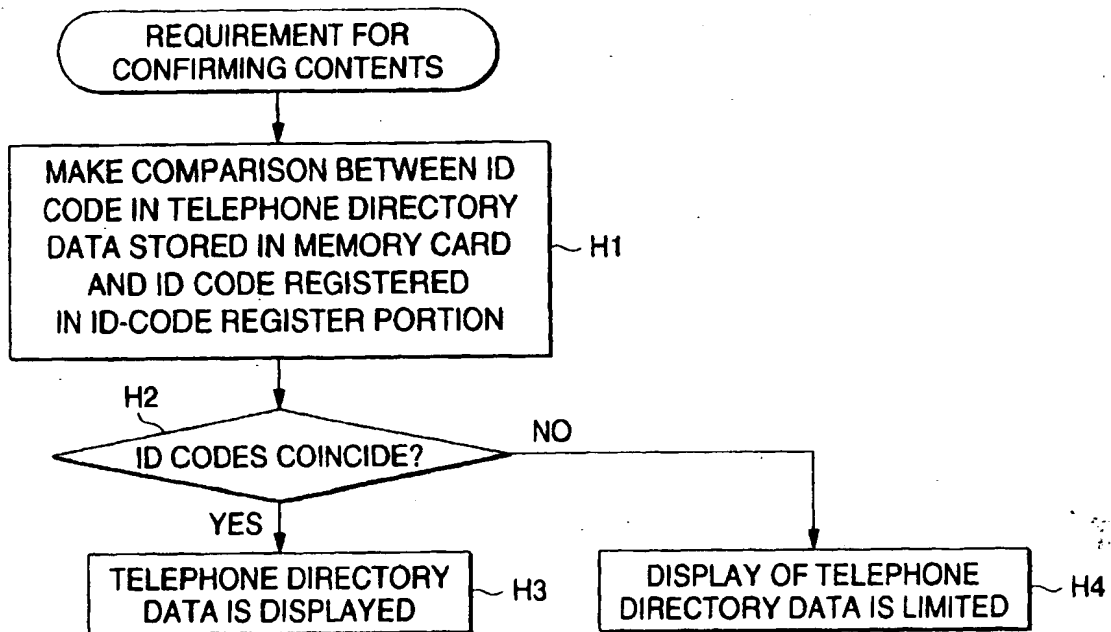 REQUIREMENT FOR
CONFIRMING CONTENTS
MAKE COMPARISON BETWEEN ID
CODE IN TELEPHONE DIRECTORY
DATA STORED IN MEMORY CARD
AND ID CODE REGISTERED
IN ID-CODE REGISTER PORTION
H1
H2
ID CODES COINCIDE?
NO
YES
TELEPHONE DIRECTORY
DATA IS DISPLAYED
H3
DISPLAY OF TELEPHONE
DIRECTORY DATA IS LIMITED
H4